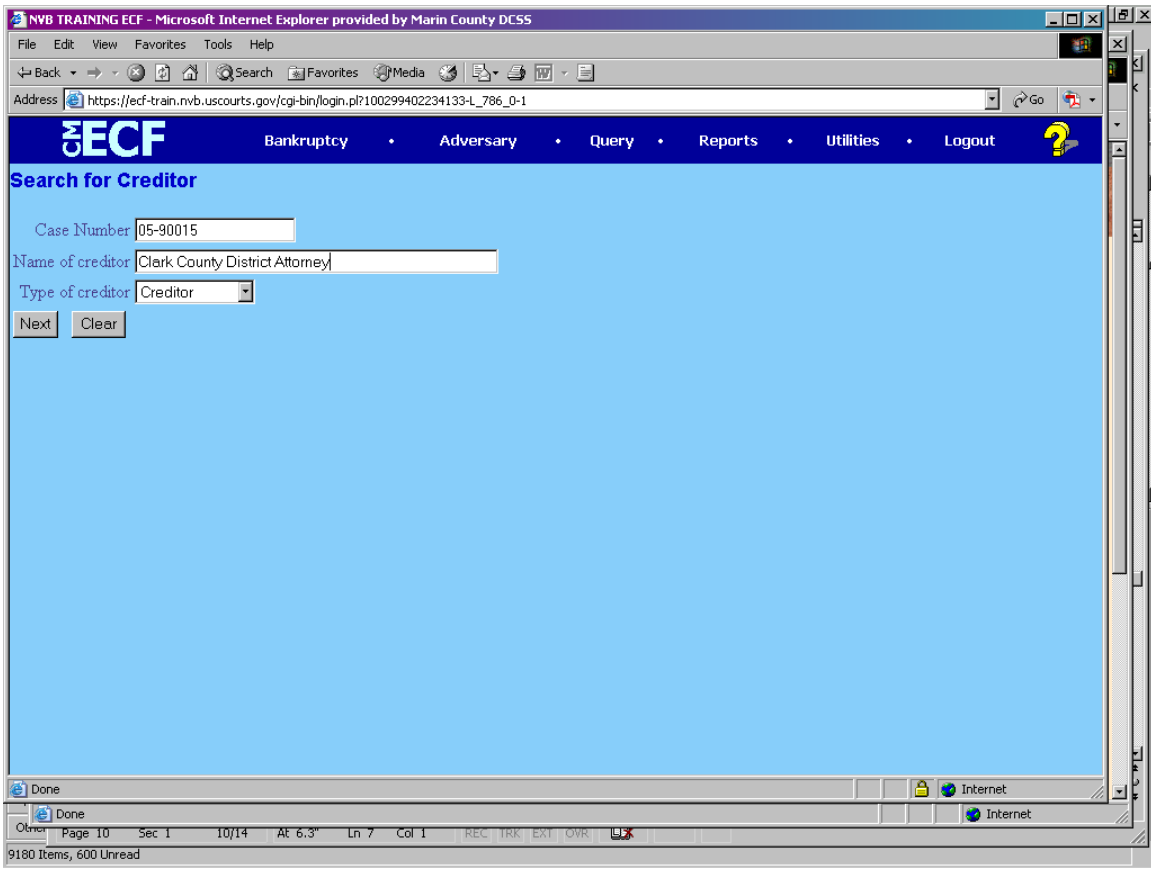 NVB TRAINING ECF - Microsoft Internet Explorer provided by Marin County DCSS
File Edit View Favorites Tools Help
Back Search Favorites Media
Address https://ecf-train.nvb.uscourts.gov/cgi-bin/login.pl?100299402234133-L_786_0-1 Go
CM ECF Bankruptcy • Adversary • Query • Reports • Utilities • Logout ?
Search for Creditor
Case Number 05-90015
Name of creditor Clark County District Attorney
Type of creditor Creditor
Next Clear
Done Internet
Done Internet
Page 10 Sec 1 10/14 At 6.3" Ln 7 Col 1 REC TRK EXT OVR
9180 Items, 600 Unread